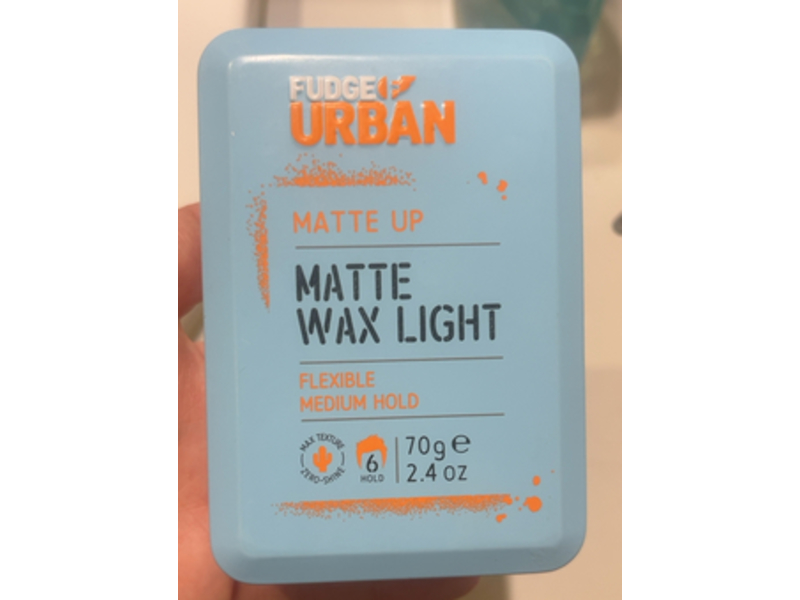 FUDGE
URBAN
MATTE UP
MATTE
WAX LIGHT
FLEXIBLE
MEDIUM HOLD
MAX TEXTURE
ZERO-SHINE
6
HOLD
70g e
2.4 oz